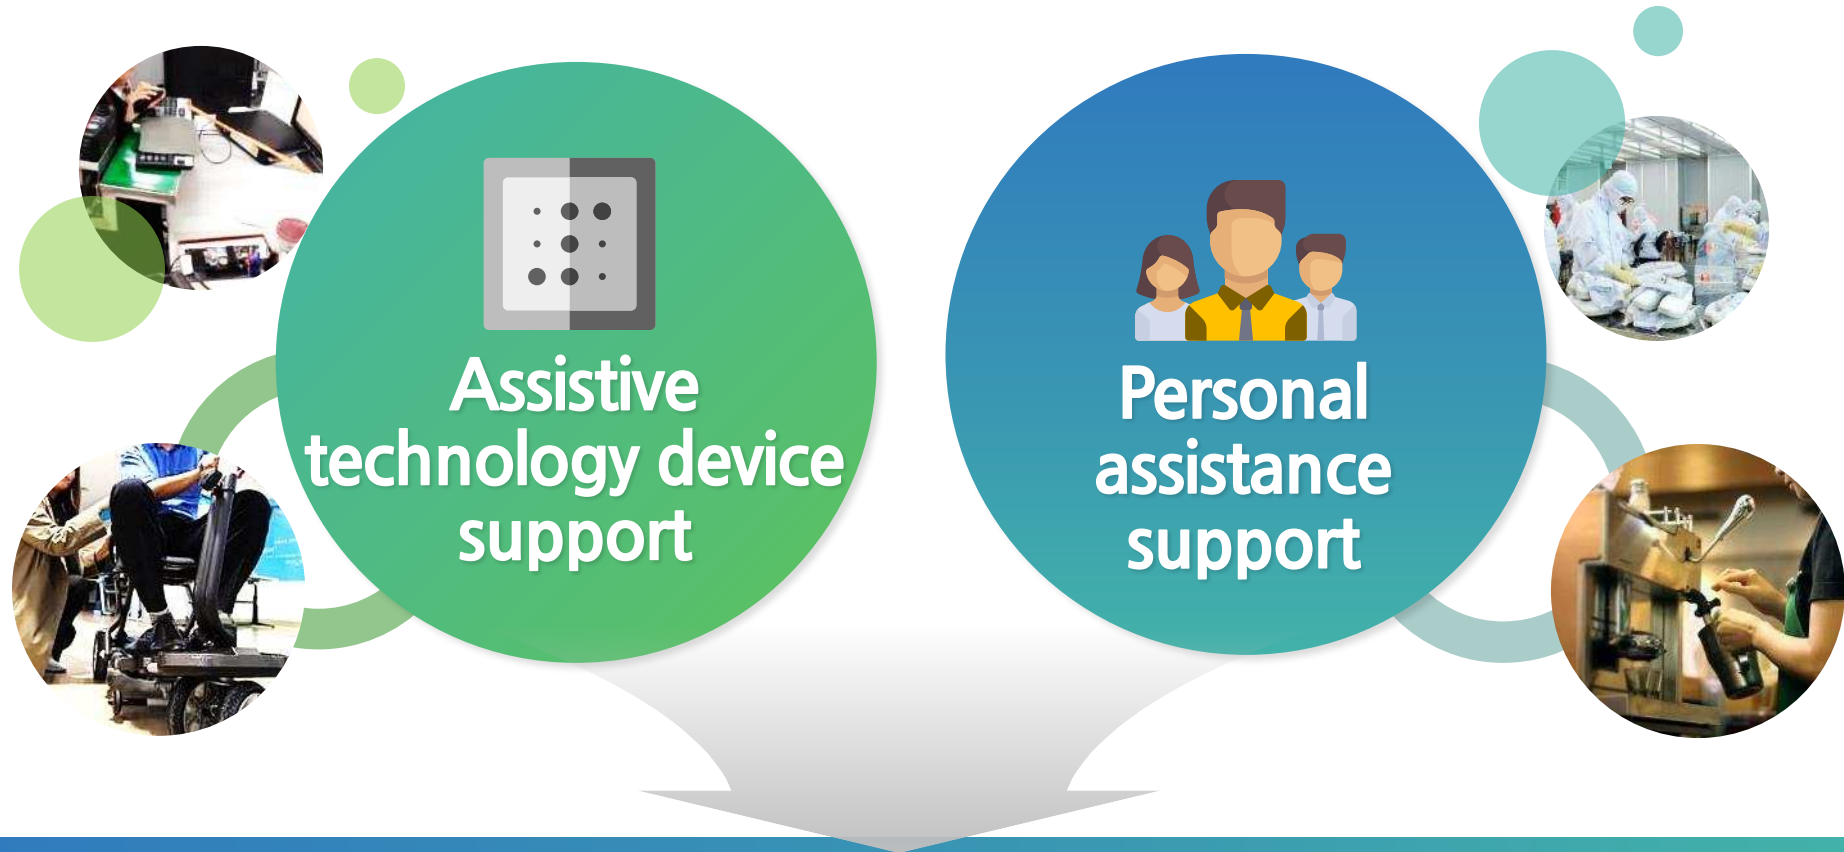 Assistive
technology device
support
Personal
assistance
support